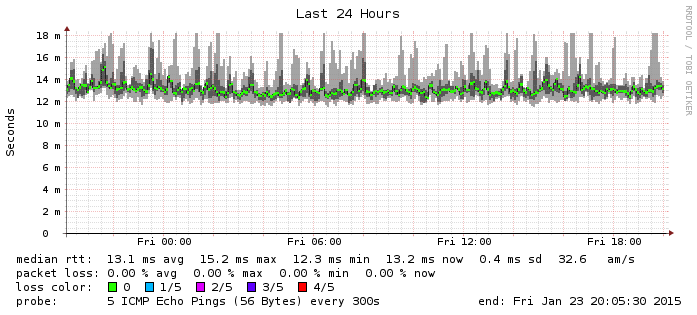 Last 24 Hours
RRDTOOL / TOBI OETIKER
Seconds
18 m
16 m
14 m
12 m
10 m
8 m
6 m
4 m
2 m
0
Fri 00:00 Fri 06:00 Fri 12:00 Fri 18:00
median rtt: 13.1 ms avg 15.2 ms max 12.3 ms min 13.2 ms now 0.4 ms sd 32.6 am/s
packet loss: 0.00 % avg 0.00 % max 0.00 % min 0.00 % now
loss color: 0 1/5 2/5 3/5 4/5
probe: 5 ICMP Echo Pings (56 Bytes) every 300s end: Fri Jan 23 20:05:30 2015